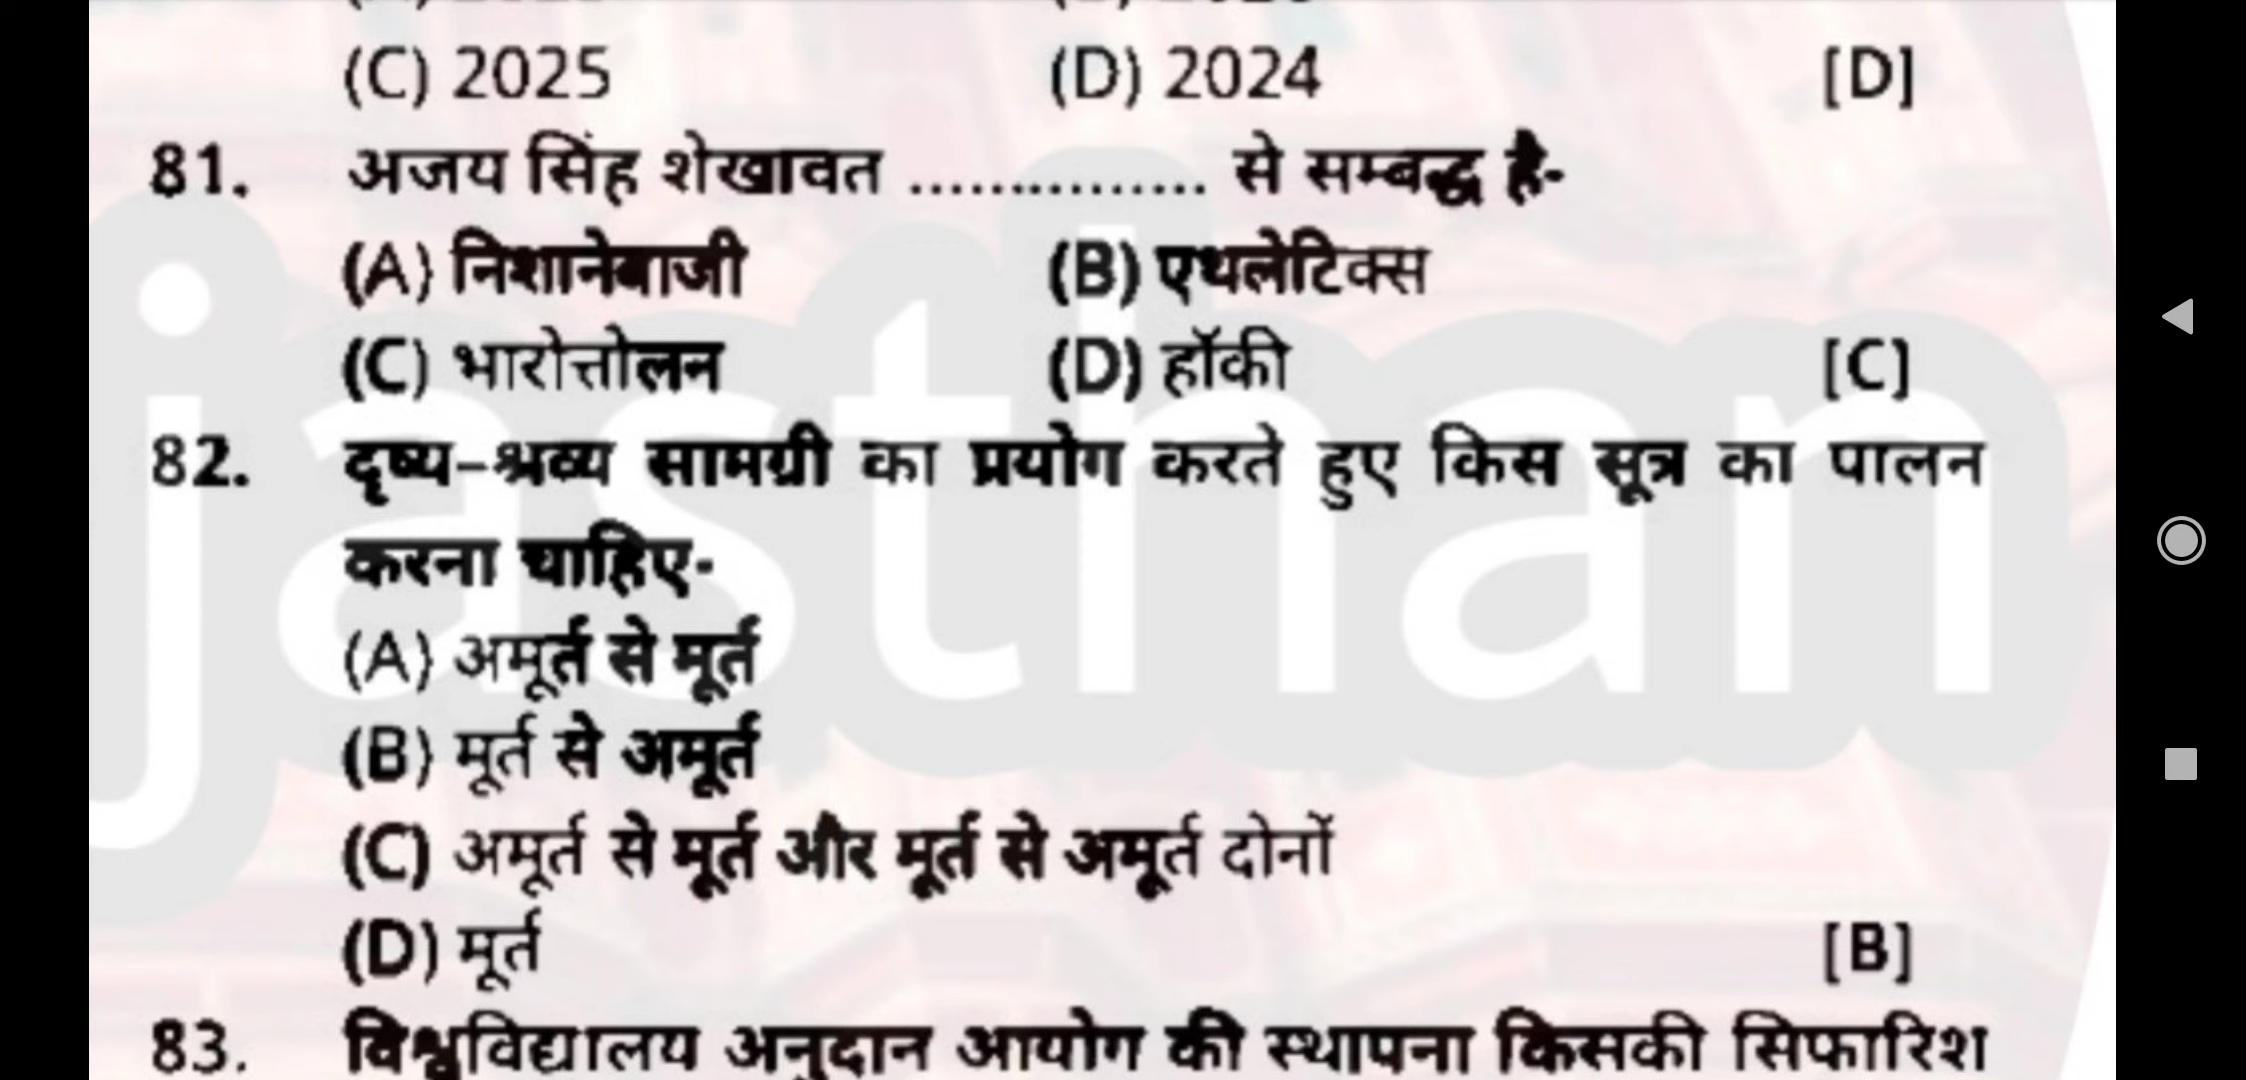 (C) 2025 (D) 2024 [D]
81. अजय सिंह शेखावत ............... से सम्बद्ध है-
(A) निशानेबाजी (B) एथलेटिक्स
(C) भारोत्तोलन (D) हॉकी [C]
82. दृष्य–श्रव्य सामग्री का प्रयोग करते हुए किस सूत्र का पालन
करना चाहिए-
(A) अमूर्त से मूर्त
(B) मूर्त से अमूर्त
(C) अमूर्त से मूर्त और मूर्त से अमूर्त दोनों
(D) मूर्त [B]
83. विश्वविद्यालय अनुदान आयोग की स्थापना किसकी सिफारिश
jasthan